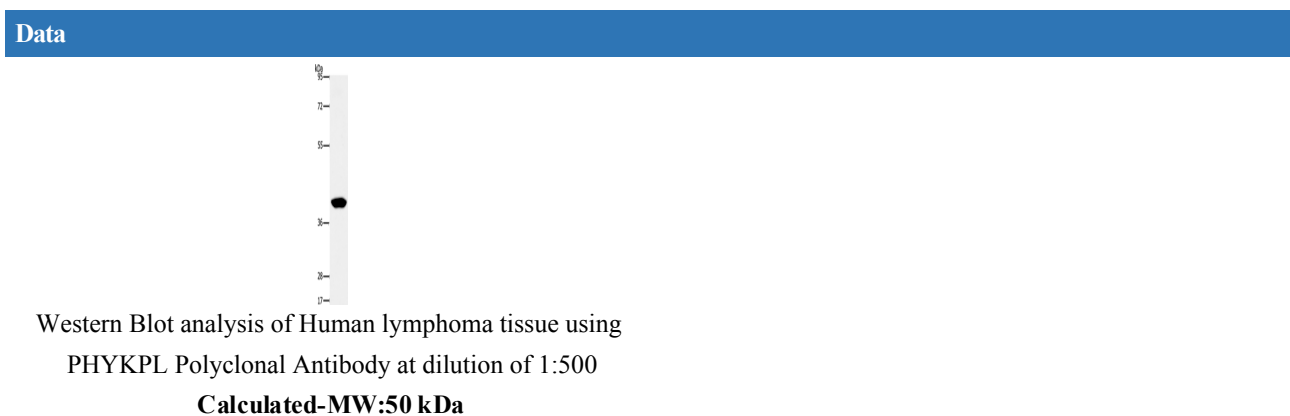 Data
kDa
95
72
55
36
28
17
Western Blot analysis of Human lymphoma tissue using
PHYKPL Polyclonal Antibody at dilution of 1:500
Calculated-MW:50 kDa